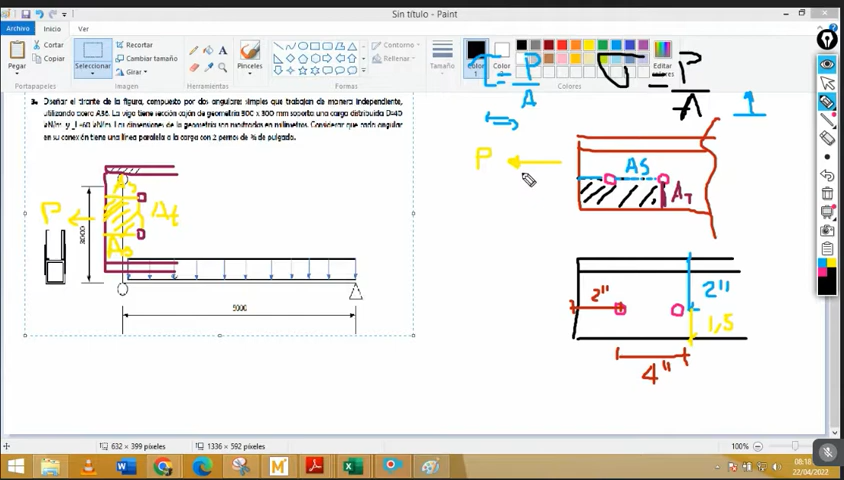 Sin título - Paint
Archivo Inicio Ver
Pegar
Cortar
Copiar
Portapapeles
Seleccionar
Recortar
Cambiar tamaño
Girar
Imagen
Herramientas
Pinceles
Contorno
Rellenar
Formas
Tamaño
Color 1
Color 2
Colores
Editar colores
τ = P/A
σ = P/A
3. Diseñar el tirante de la figura, compuesto por dos angulares simples que trabajan de manera independiente,
utilizando acero A36. La viga tiene sección cajón de geometría 300 x 300 mm soporta una carga distribuida D=40
kN/m y L=60 kN/m. Las dimensiones de la geometría son mostradas en milímetros. Considerar que cada angular
en su conexión tiene una línea paralela a la carga con 2 pernos de ¾ de pulgada.
P
As
At
As
5000
P
AS
AT
2"
2"
1,5
4"
632 × 399 píxeles
1336 × 592 píxeles
100%
08:18
22/04/2022